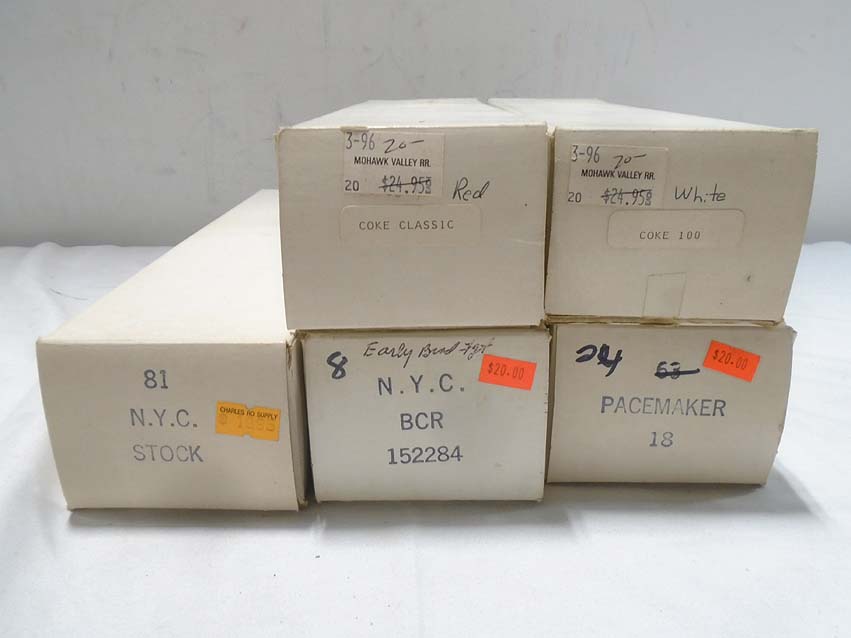 3-96 20-
MOHAWK VALLEY RR.
20 $24.95
Red
COKE CLASSIC
3-96 20-
MOHAWK VALLEY RR.
20 $24.95
White
COKE 100
81
N.Y.C.
STOCK
CHARLES RO SUPPLY
8 Early Bird
$20.00
N.Y.C.
BCR
152284
$20.00
PACEMAKER
18